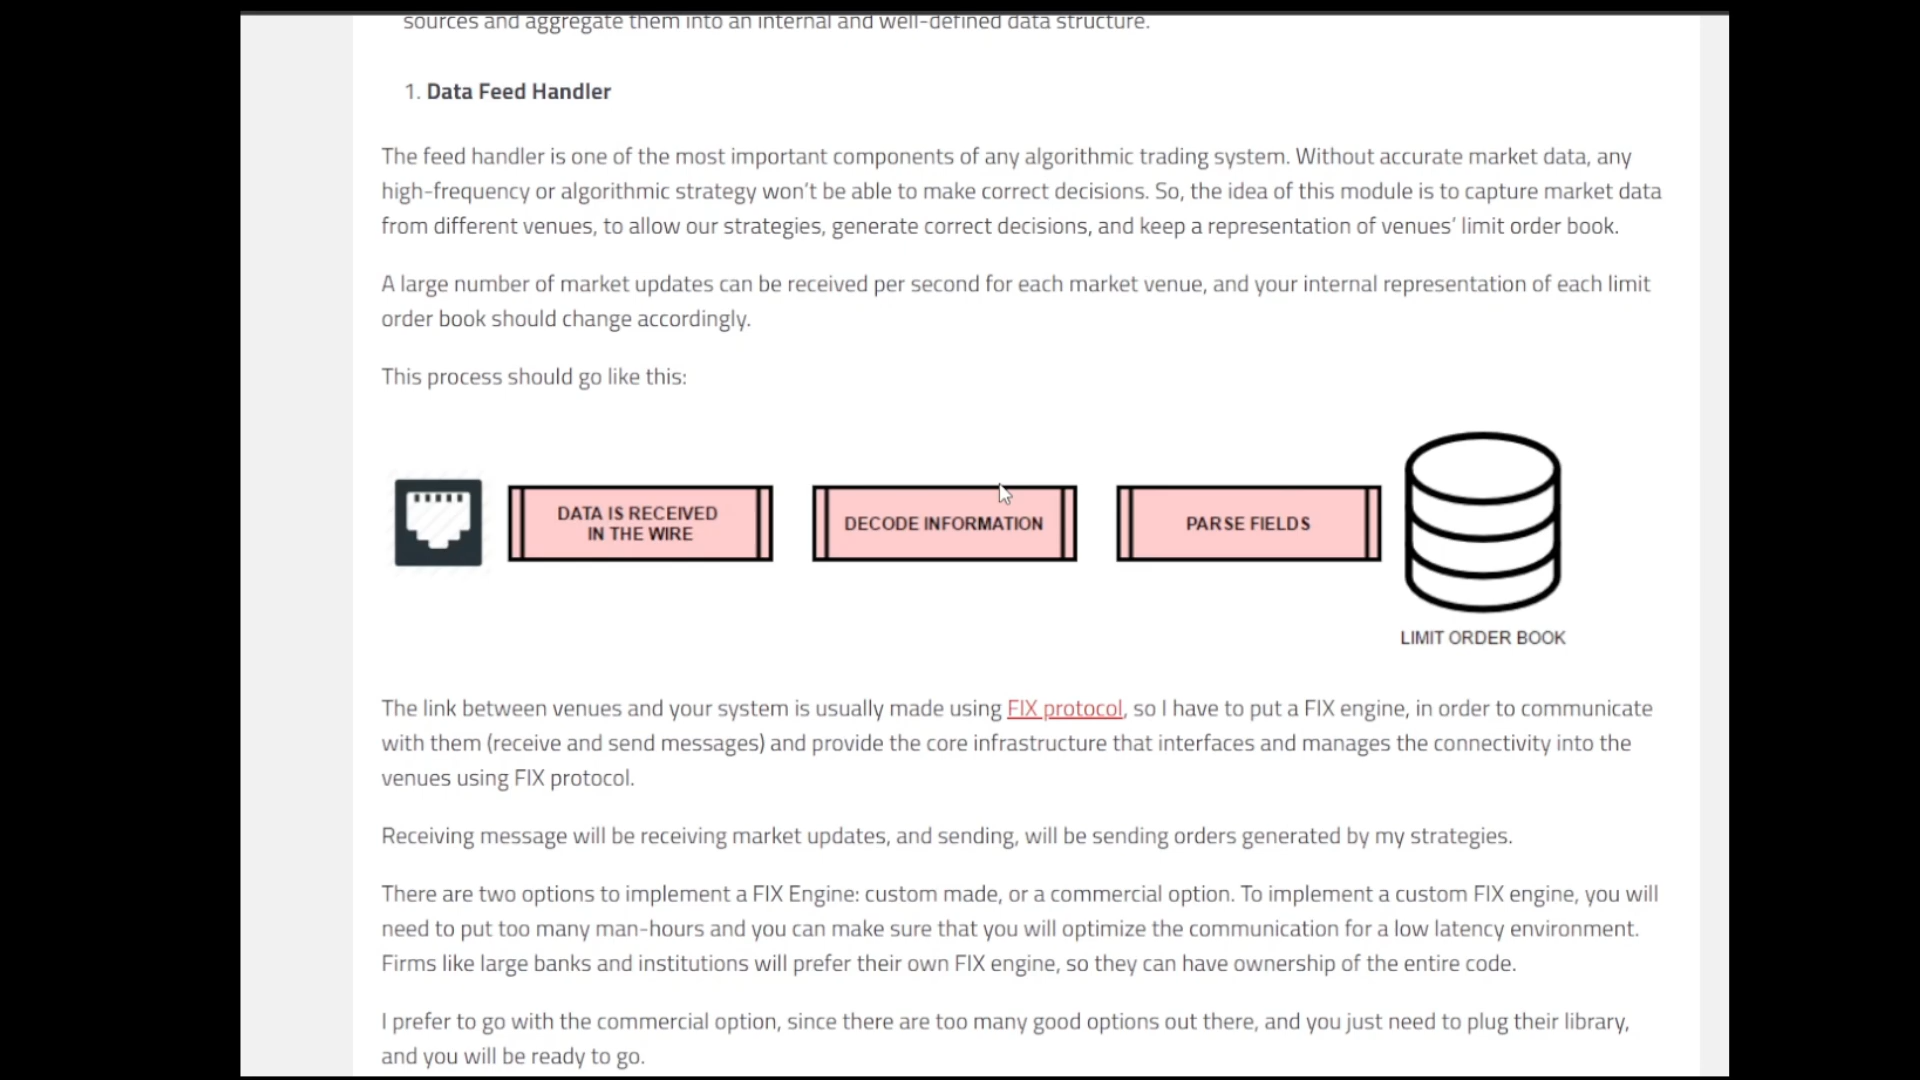 sources and aggregate them into an internal and well-defined data structure.
1. Data Feed Handler
The feed handler is one of the most important components of any algorithmic trading system. Without accurate market data, any
high-frequency or algorithmic strategy won’t be able to make correct decisions. So, the idea of this module is to capture market data
from different venues, to allow our strategies, generate correct decisions, and keep a representation of venues’ limit order book.
A large number of market updates can be received per second for each market venue, and your internal representation of each limit
order book should change accordingly.
This process should go like this:
DATA IS RECEIVED
IN THE WIRE
DECODE INFORMATION
PARSE FIELDS
LIMIT ORDER BOOK
The link between venues and your system is usually made using FIX protocol, so I have to put a FIX engine, in order to communicate
with them (receive and send messages) and provide the core infrastructure that interfaces and manages the connectivity into the
venues using FIX protocol.
Receiving message will be receiving market updates, and sending, will be sending orders generated by my strategies.
There are two options to implement a FIX Engine: custom made, or a commercial option. To implement a custom FIX engine, you will
need to put too many man-hours and you can make sure that you will optimize the communication for a low latency environment.
Firms like large banks and institutions will prefer their own FIX engine, so they can have ownership of the entire code.
I prefer to go with the commercial option, since there are too many good options out there, and you just need to plug their library,
and you will be ready to go.